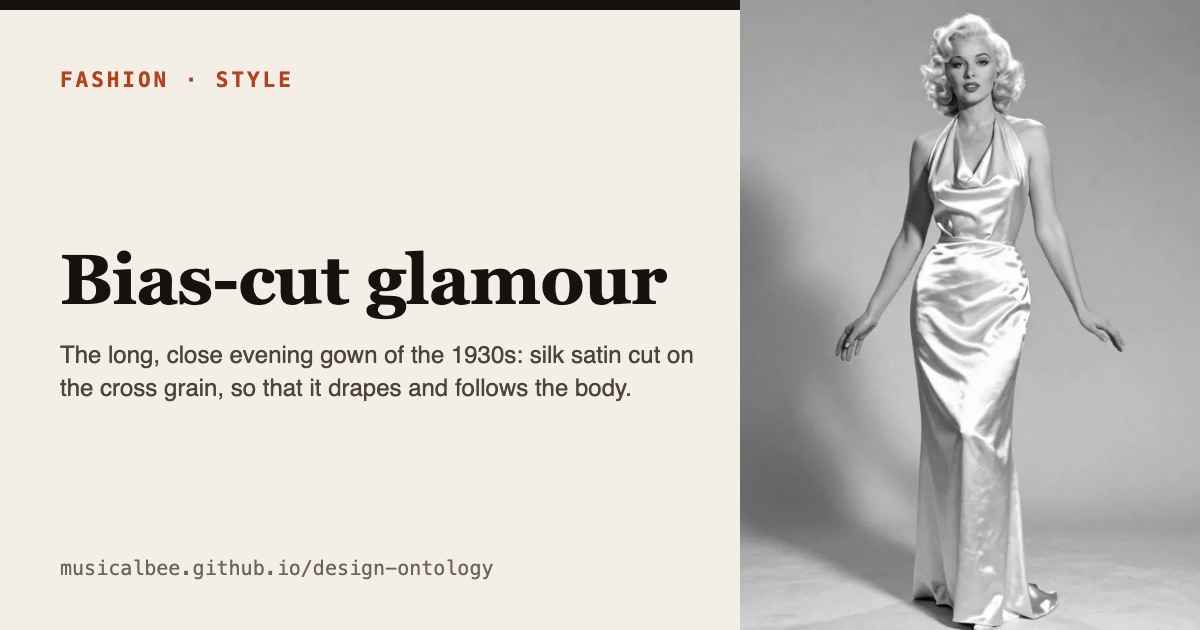 FASHION · STYLE
Bias-cut glamour
The long, close evening gown of the 1930s: silk satin cut on
the cross grain, so that it drapes and follows the body.
musicalbee.github.io/design-ontology